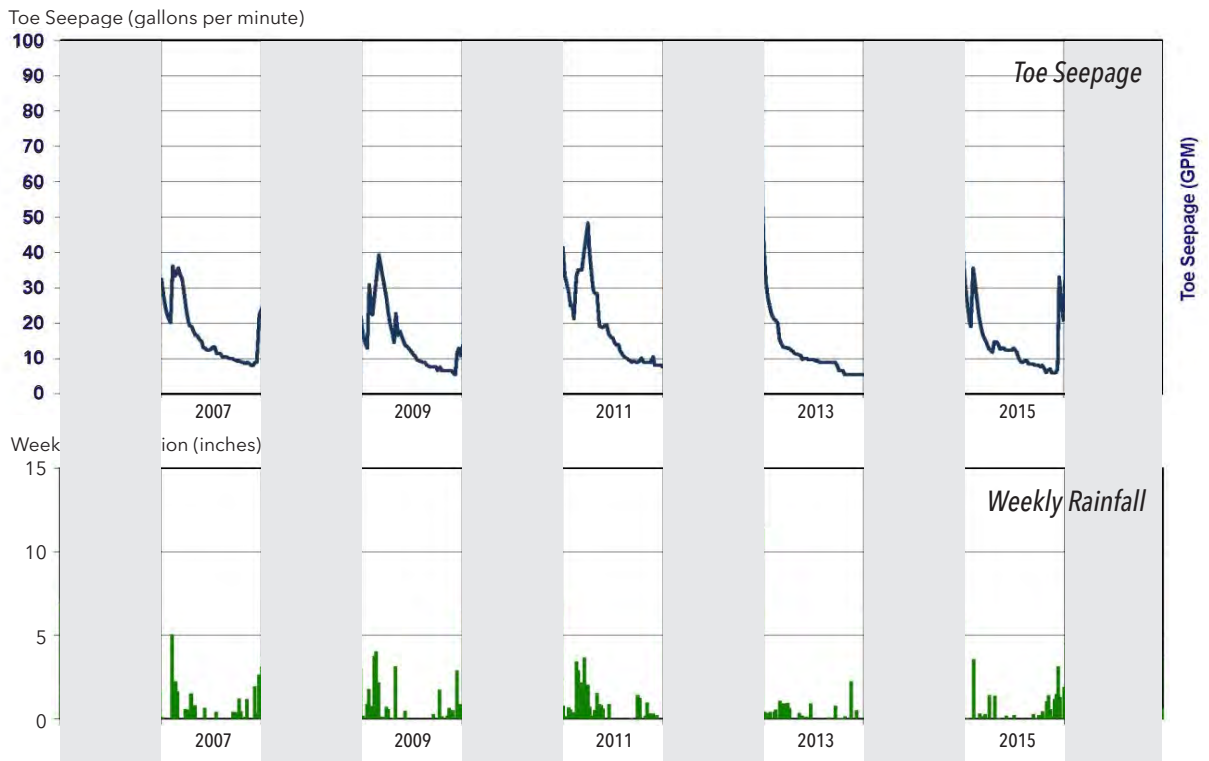 Toe Seepage (gallons per minute)
100
90
80
70
60
50
40
30
20
10
0
Toe Seepage
Toe Seepage (GPM)
2007 2009 2011 2013 2015
Week ion (inches)
15
10
5
0
Weekly Rainfall
2007 2009 2011 2013 2015